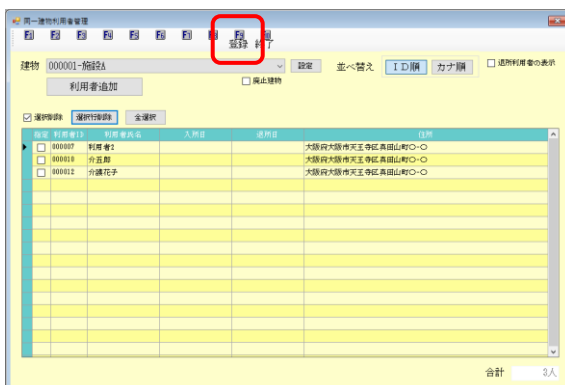 同一建物利用者管理
F1 F2 F3 F4 F5 F6 F7 F8 F9
登録 終了
建物 000001-施設A 設定 並べ替え ID順 カナ順 退所利用者の表示
利用者追加 廃止建物
選択削除 選択行削除 全選択
指定 利用者ID 利用者氏名 入所日 退所日 住所
000007 利用者2 大阪府大阪市天王寺区真田山町〇-〇
000010 介五郎 大阪府大阪市天王寺区真田山町〇-〇
000012 介護花子 大阪府大阪市天王寺区真田山町〇-〇
合計 3人